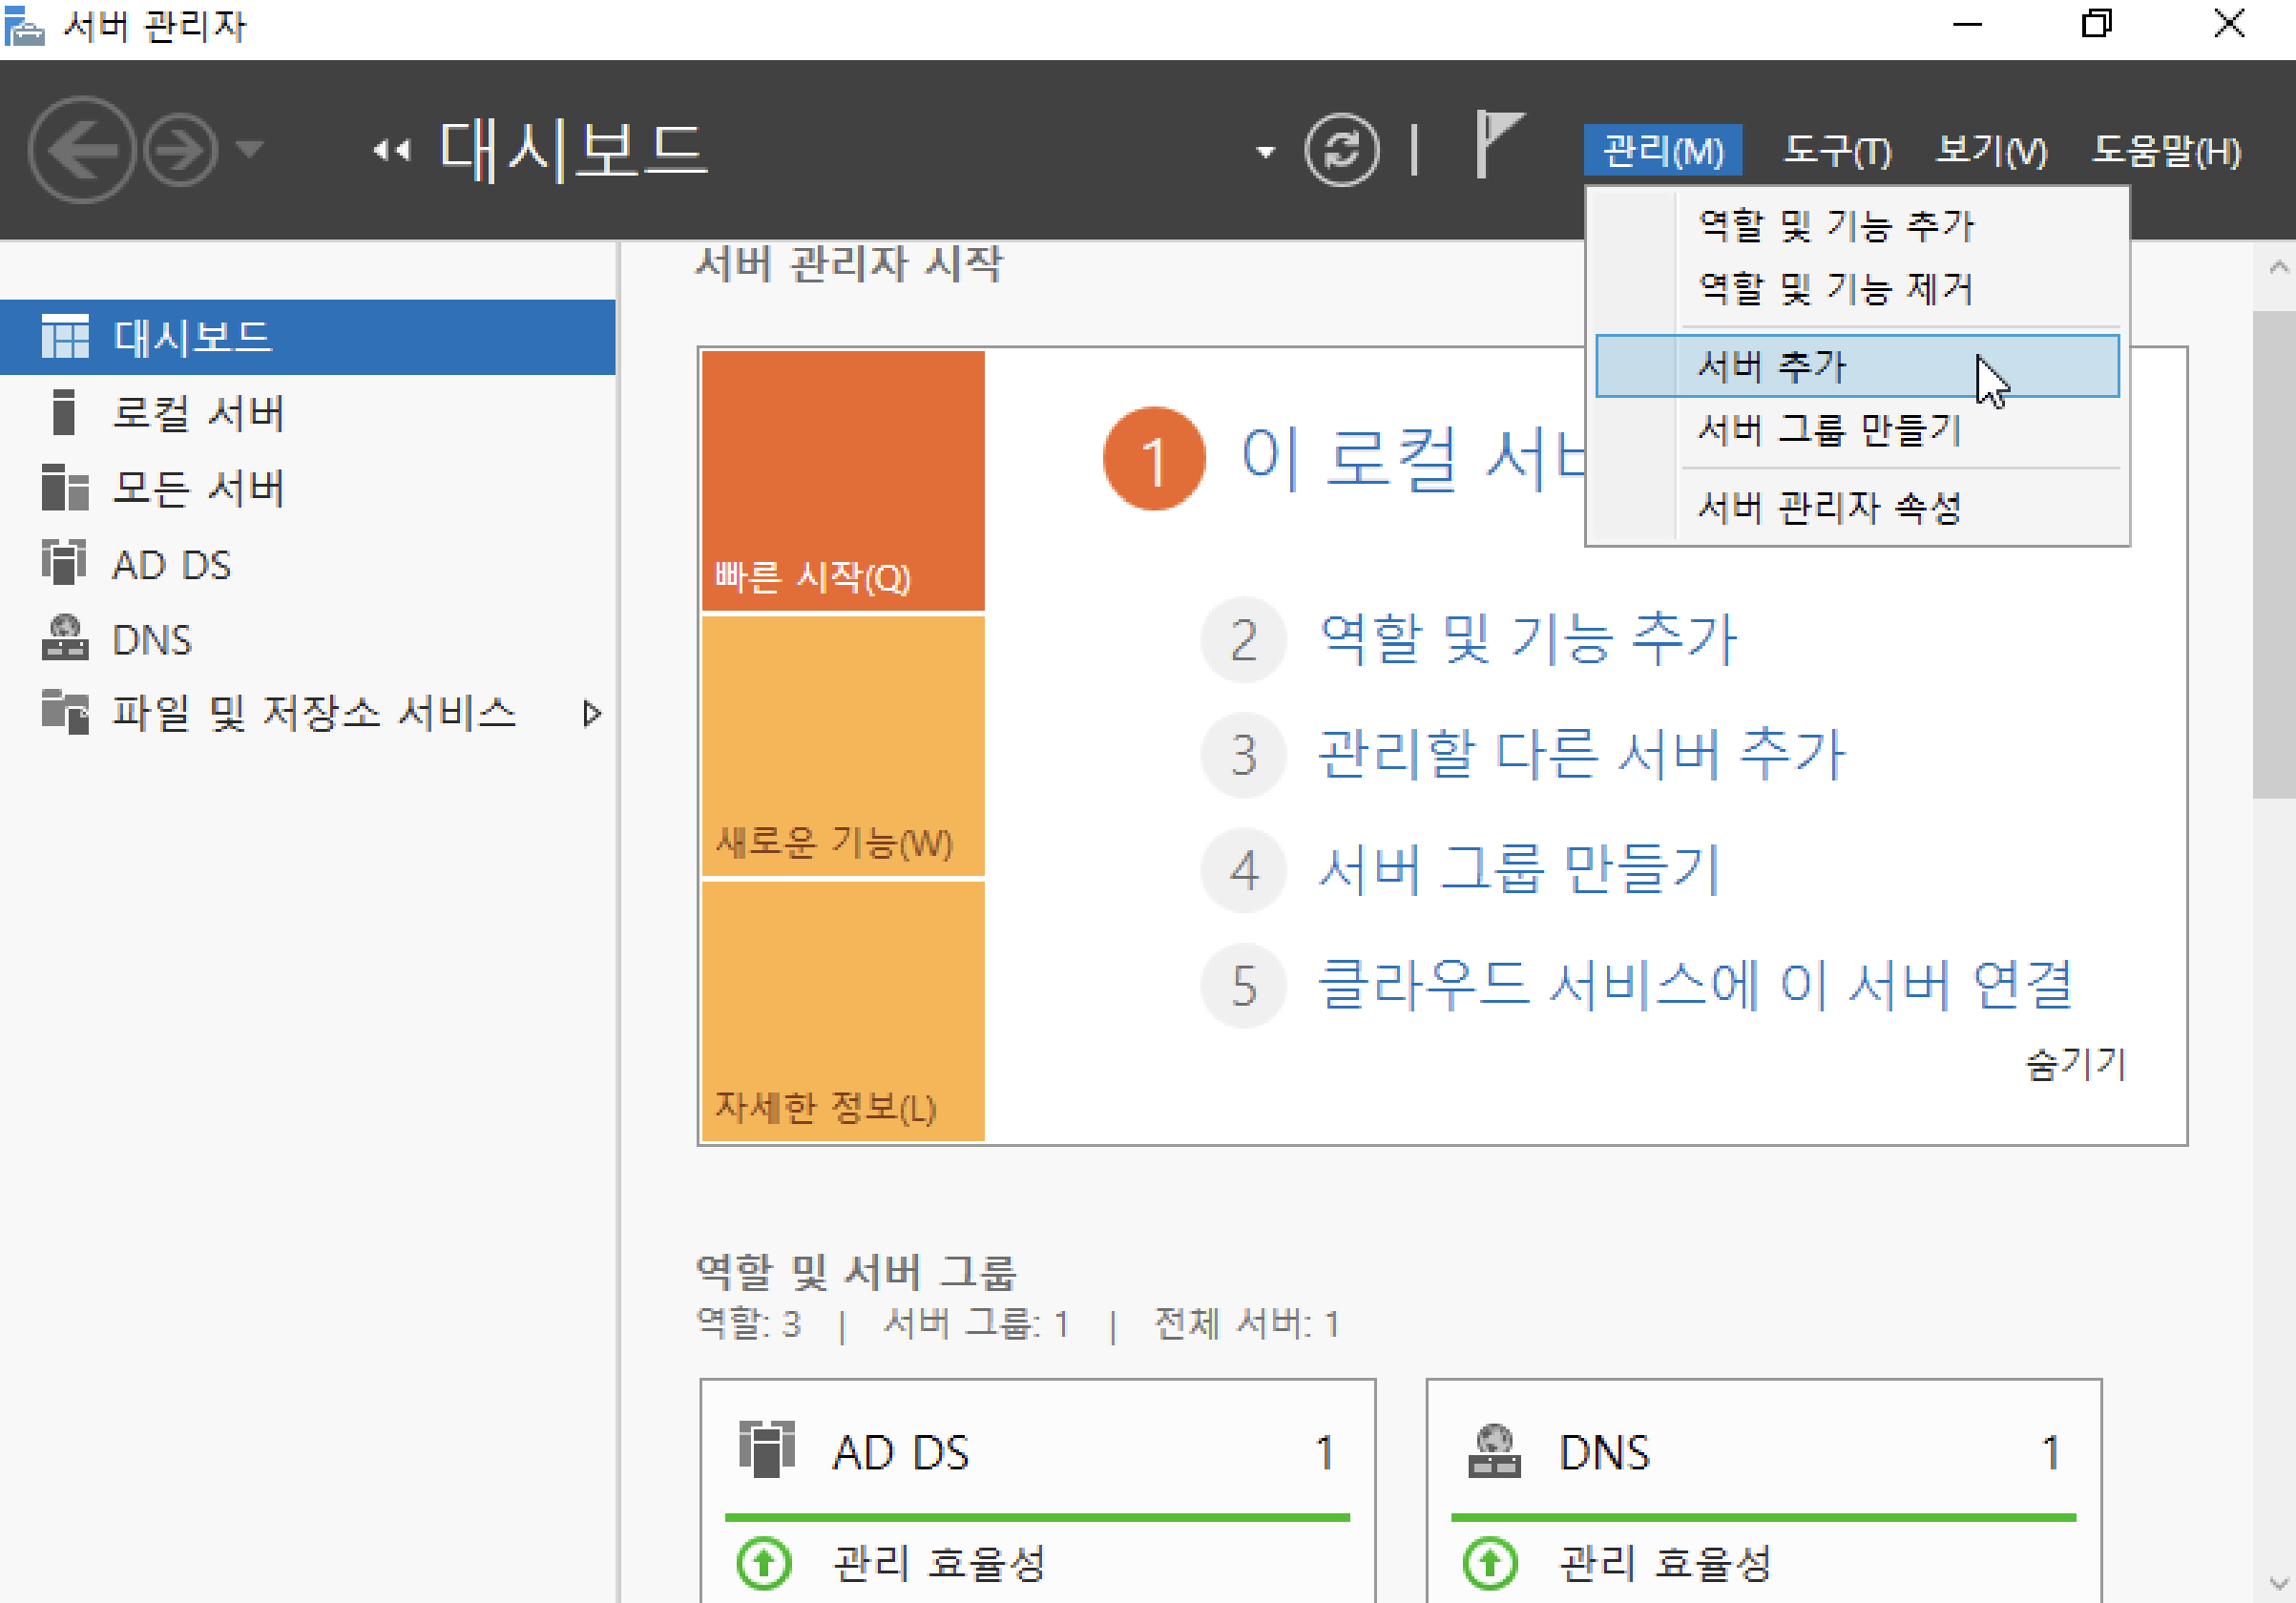 서버 관리자
대시보드
관리(M) 도구(T) 보기(V) 도움말(H)
역할 및 기능 추가
역할 및 기능 제거
서버 추가
서버 그룹 만들기
서버 관리자 속성
대시보드
로컬 서버
모든 서버
AD DS
DNS
파일 및 저장소 서비스
서버 관리자 시작
빠른 시작(Q)
새로운 기능(W)
자세한 정보(L)
1 이 로컬 서버
2 역할 및 기능 추가
3 관리할 다른 서버 추가
4 서버 그룹 만들기
5 클라우드 서비스에 이 서버 연결
숨기기
역할 및 서버 그룹
역할: 3 | 서버 그룹: 1 | 전체 서버: 1
AD DS 1
관리 효율성
DNS 1
관리 효율성